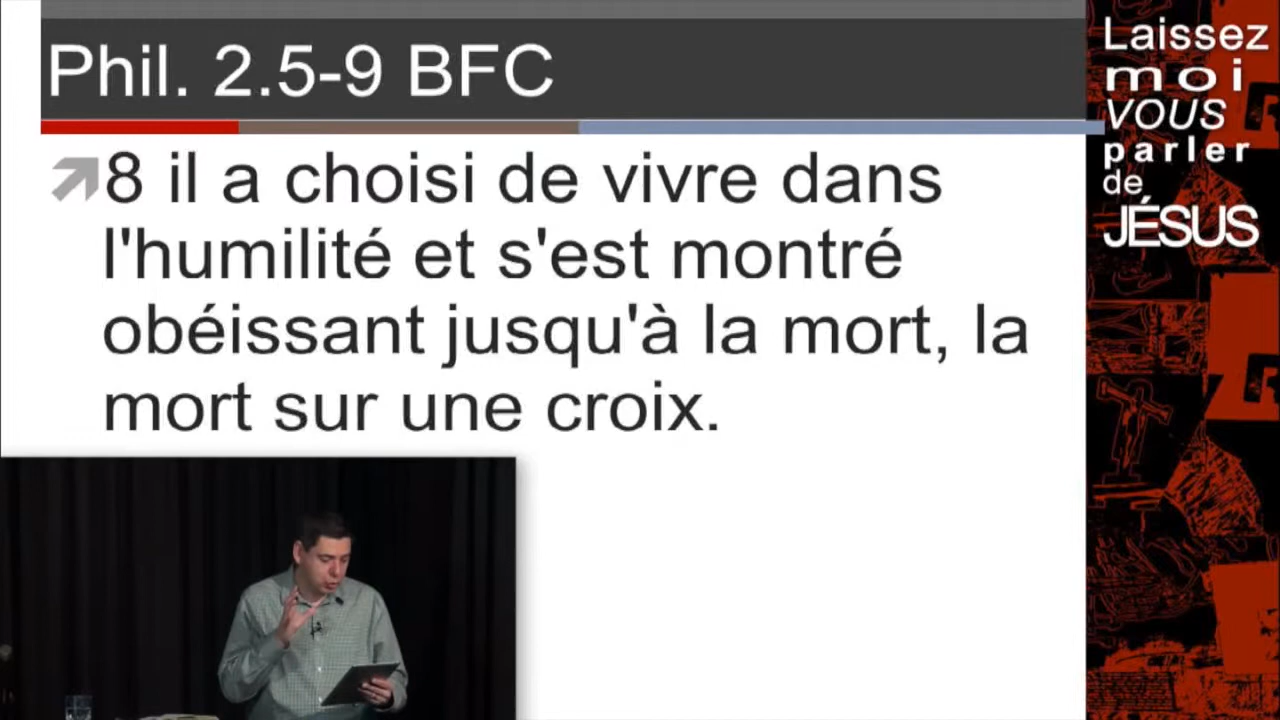 Phil. 2.5-9 BFC
8 il a choisi de vivre dans
l'humilité et s'est montré
obéissant jusqu'à la mort, la
mort sur une croix.
Laissez
moi
vous
parler
de
JÉSUS